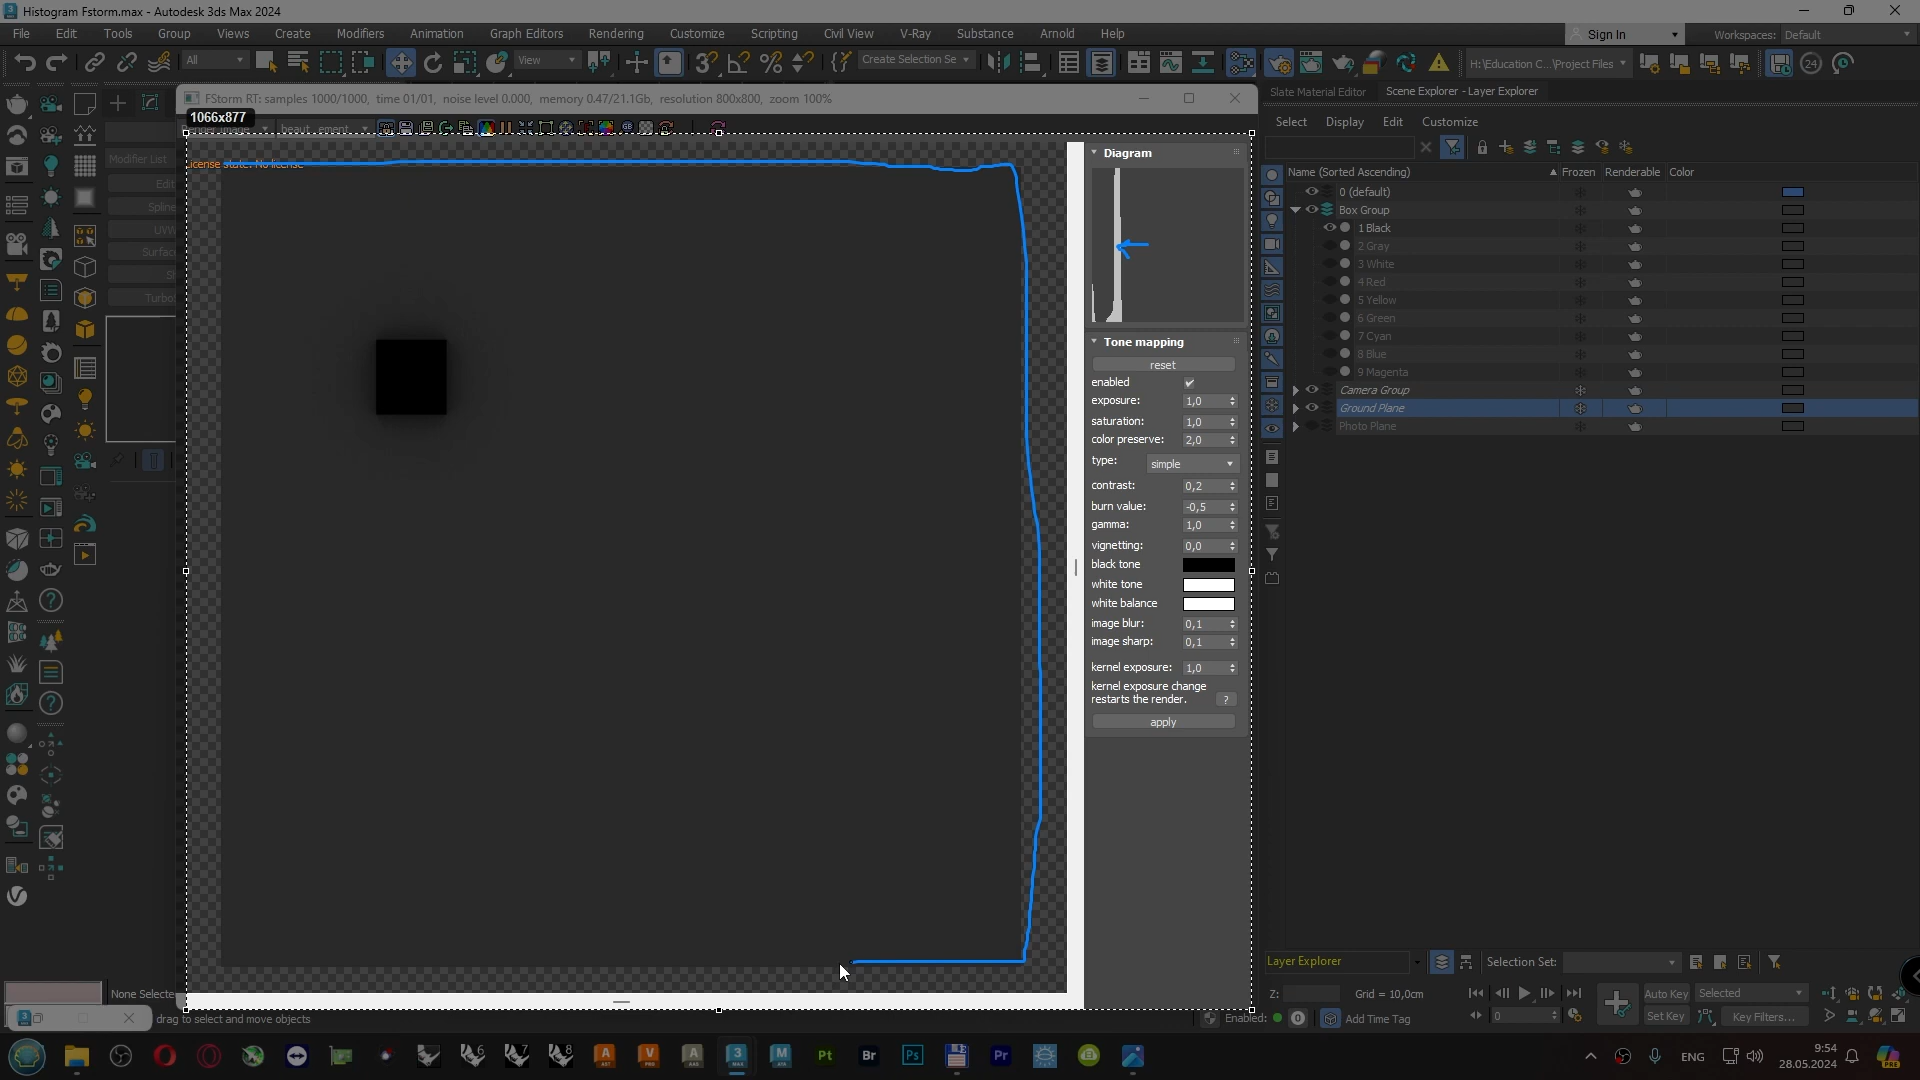 Histogram Fstorm.max - Autodesk 3ds Max 2024
File Edit Tools Group Views Create Modifiers Animation Graph Editors Rendering Customize Scripting Civil View V-Ray Substance Arnold Help
Sign In Workspaces: Default
All View Create Selection Se H:\Education C...\Project Files 24
FStorm RT: samples 1000/1000, time 01/01, noise level 0.000, memory 0.47/21.1Gb, resolution 800x800, zoom 100%
Slate Material Editor Scene Explorer - Layer Explorer
1066x877
Select Display Edit Customize
Modifier List
License state: No license
Diagram
Name (Sorted Ascending) Frozen Renderable Color
0 (default)
Box Group
1 Black
2 Gray
3 White
4 Red
5 Yellow
6 Green
7 Cyan
8 Blue
9 Magenta
Camera Group
Ground Plane
Photo Plane
Tone mapping
reset
enabled
exposure: 1,0
saturation: 1,0
color preserve: 2,0
type: simple
contrast: 0,2
burn value: -0,5
gamma: 1,0
vignetting: 0,0
black tone
white tone
white balance
image blur: 0,1
image sharp: 0,1
kernel exposure: 1,0
kernel exposure change
restarts the render. ?
apply
Layer Explorer Selection Set:
None Selecte Z: Grid = 10,0cm Auto Key Selected
drag to select and move objects Enabled: 0 Add Time Tag 0 Set Key Key Filters...
ENG 9:54
28.05.2024